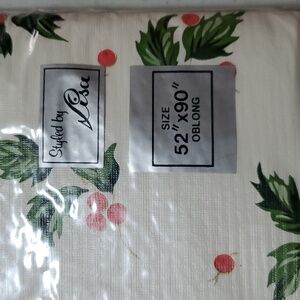 Styled by
Lisa
SIZE
52" x90"
OBLONG